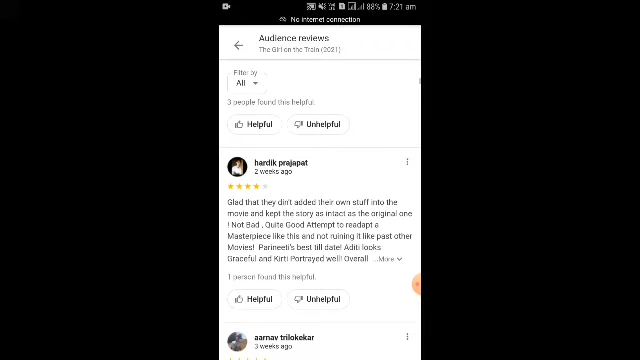 88% 7:21 am
No internet connection
Audience reviews
The Girl on the Train (2021)
Filter by
All
3 people found this helpful.
Helpful Unhelpful
hardik prajapat
2 weeks ago
Glad that they din't added their own stuff into the
movie and kept the story as intact as the original one
! Not Bad , Quite Good Attempt to readapt a
Masterpiece like this and not ruining it like past other
Movies! Parineeti's best till date! Aditi looks
Graceful and Kirti Portrayed well! Overall ...More
1 person found this helpful.
Helpful Unhelpful
aarnav trilokekar
3 weeks ago